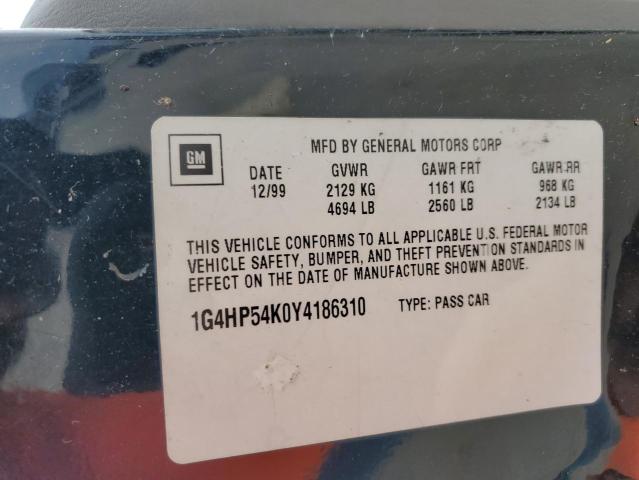 GM
MFD BY GENERAL MOTORS CORP
DATE GVWR GAWR FRT GAWR RR
12/99 2129 KG 1161 KG 968 KG
4694 LB 2560 LB 2134 LB
THIS VEHICLE CONFORMS TO ALL APPLICABLE U.S. FEDERAL MOTOR
VEHICLE SAFETY, BUMPER, AND THEFT PREVENTION STANDARDS IN
EFFECT ON THE DATE OF MANUFACTURE SHOWN ABOVE.
1G4HP54K0Y4186310 TYPE: PASS CAR